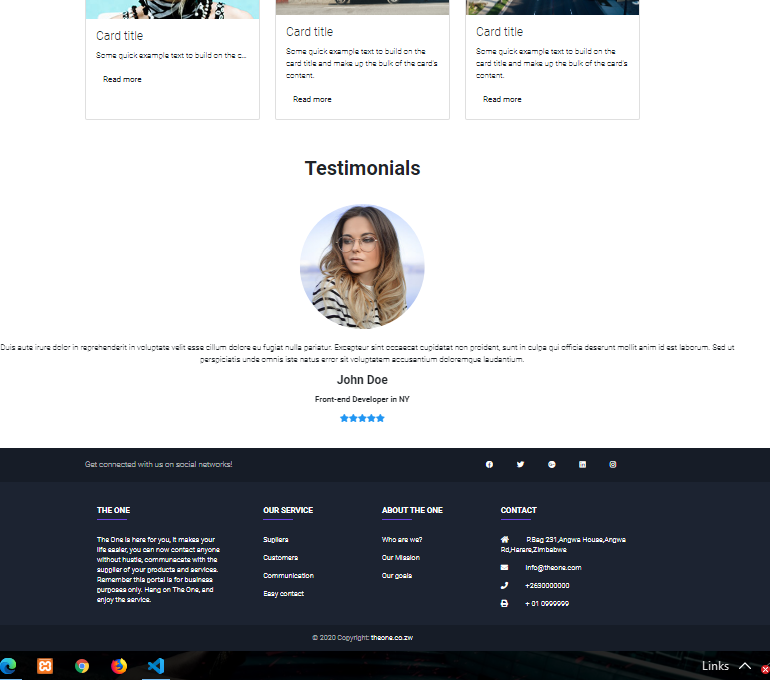 Card title
Some quick example text to build on the c...
Read more
Card title
Some quick example text to build on the
card title and make up the bulk of the card's
content.
Read more
Card title
Some quick example text to build on the
card title and make up the bulk of the card's
content.
Read more
Testimonials
Duis aute irure dolor in reprehenderit in voluptate velit esse cillum dolore eu fugiat nulla pariatur. Excepteur sint occaecat cupidatat non proident, sunt in culpa qui officia deserunt mollit anim id est laborum. Sed ut
perspiciatis unde omnis iste natus error sit voluptatem accusantium doloremque laudantium.
John Doe
Front-end Developer in NY
Get connected with us on social networks!
THE ONE
The One is here for you, it makes your
life easier, you can now contact anyone
without hustle, communacate with the
supplier of your products and services.
Remember this portal is for business
purposes only. Hang on The One, and
enjoy the service.
OUR SERVICE
Supliers
Customers
Communication
Easy contact
ABOUT THE ONE
Who are we?
Our Mission
Our goals
CONTACT
P.Bag 231,Angwa House,Angwa
Rd,Harare,Zimbabwe
info@theone.com
+2630000000
+ 01 0999999
© 2020 Copyright: theone.co.zw
Links